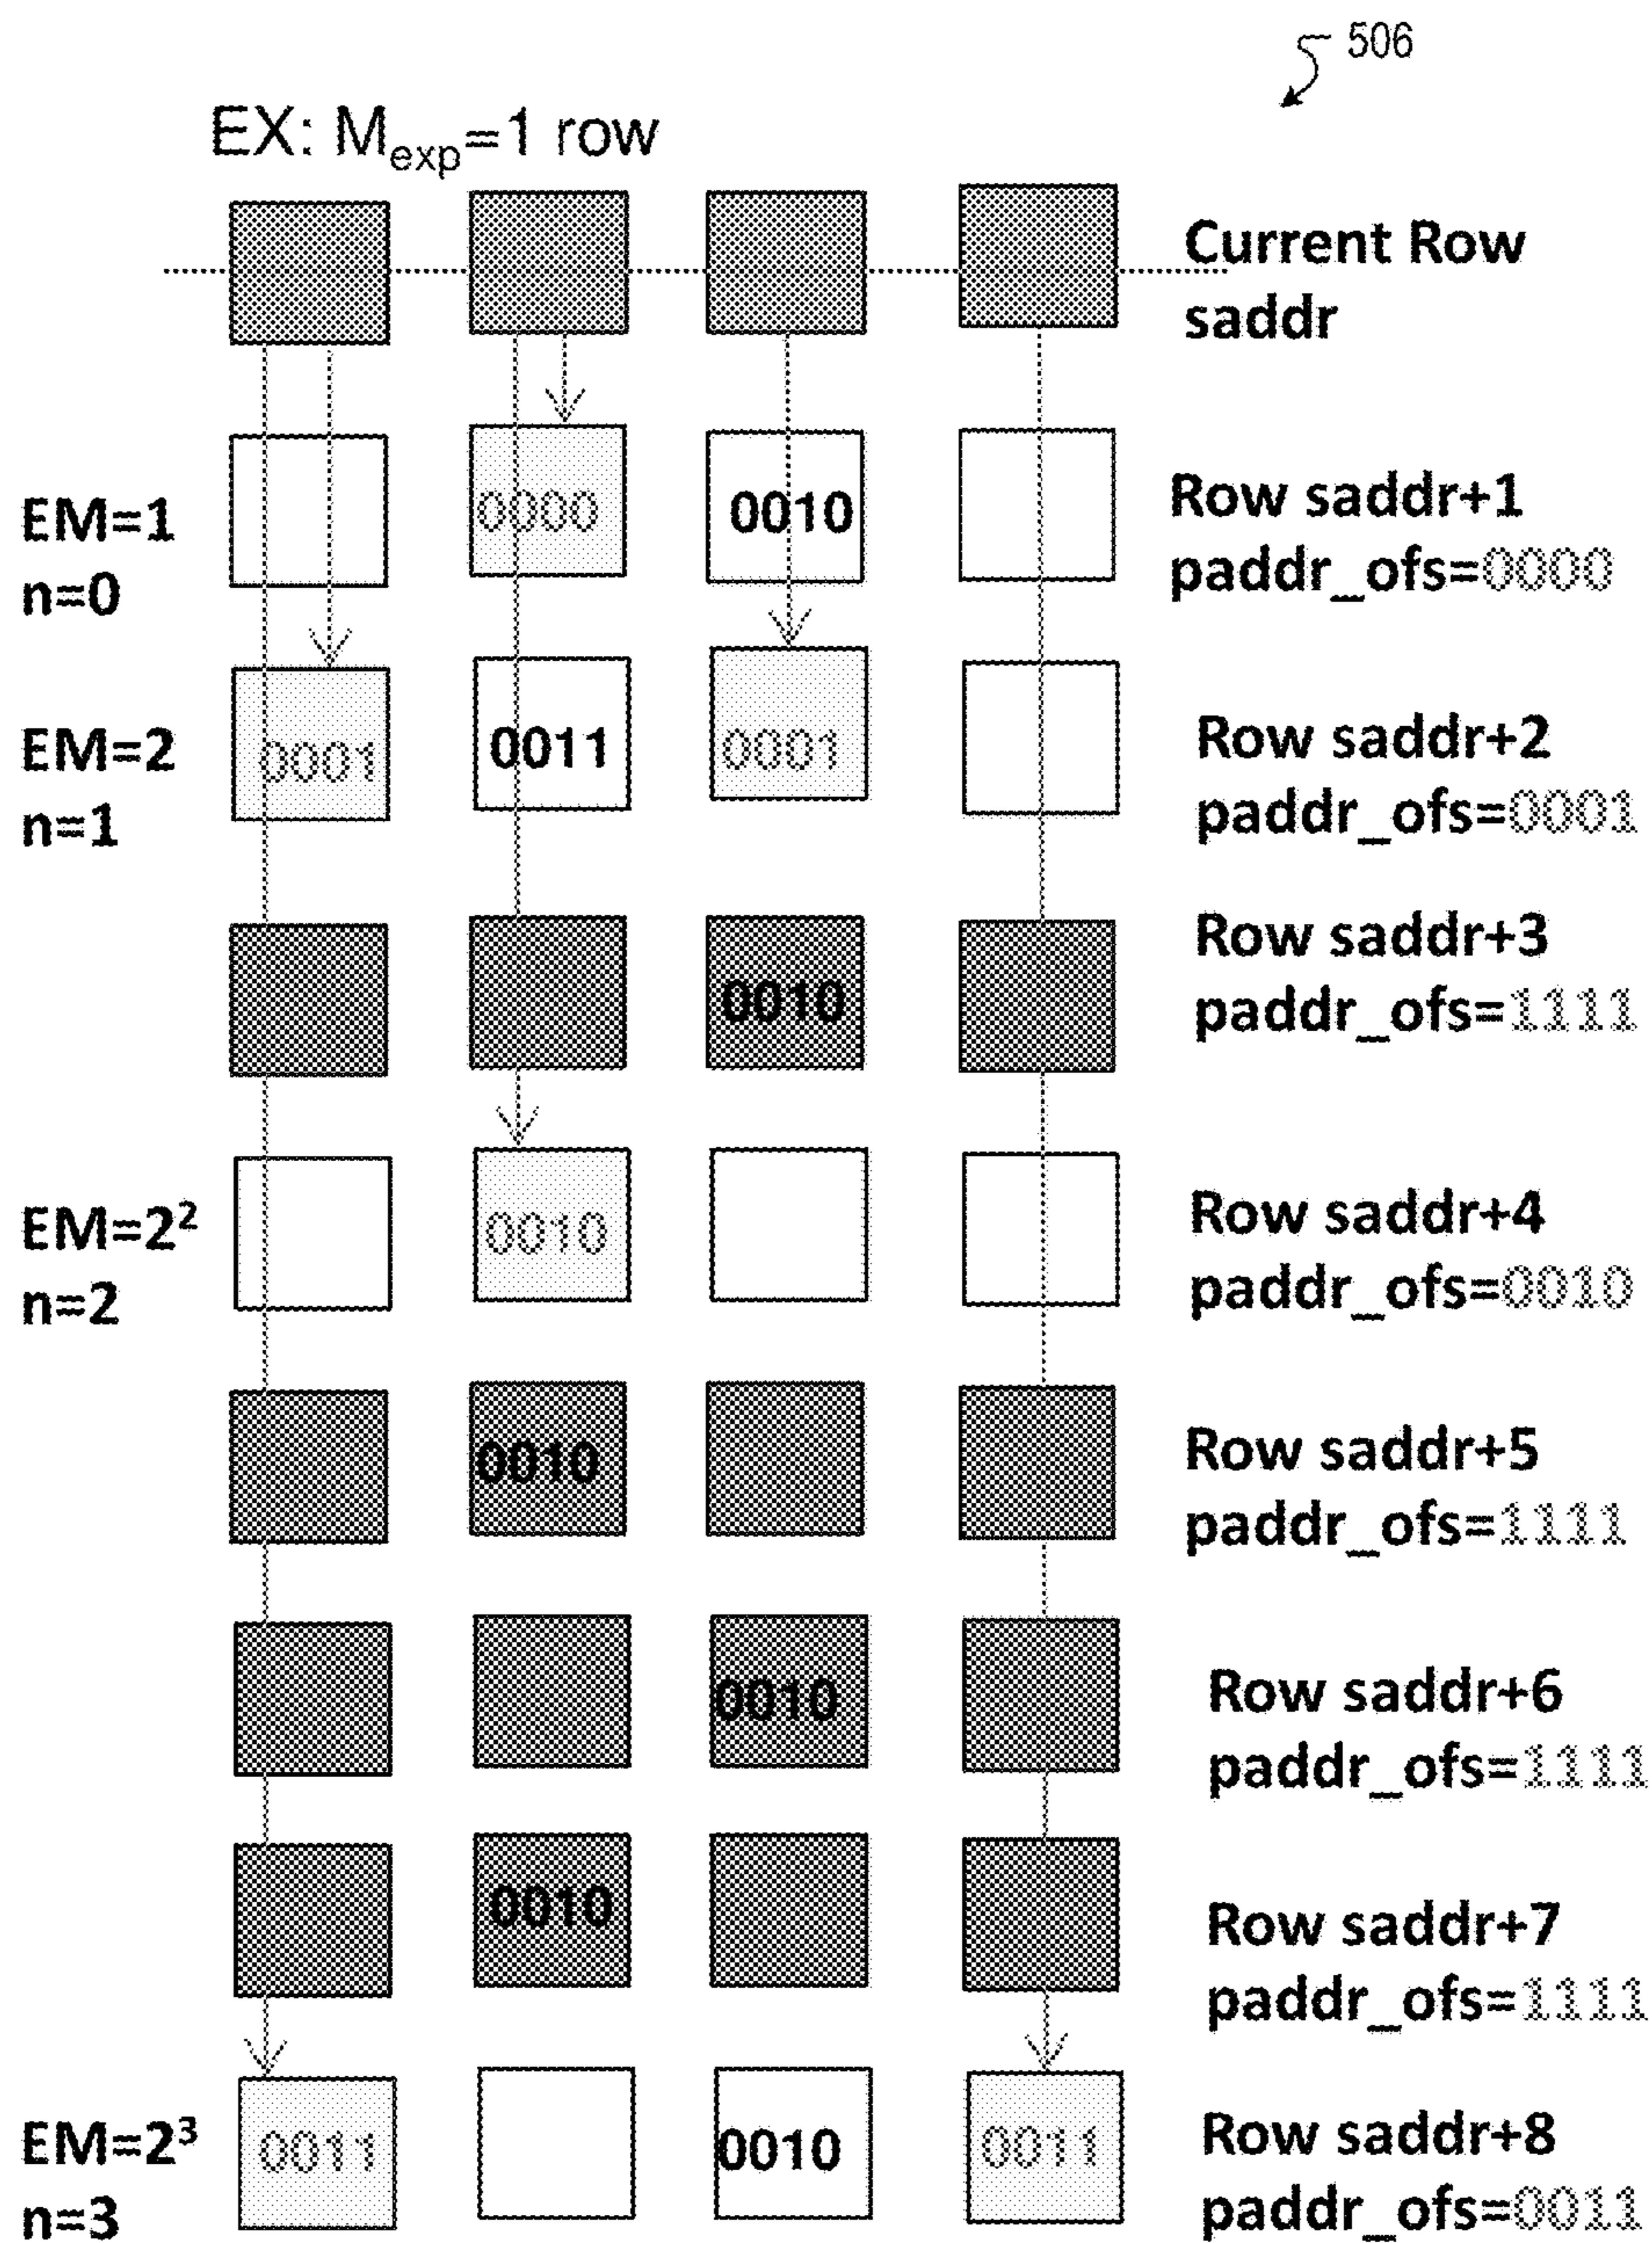 506
EX: Mexp=1 row
Current Row
saddr
EM=1
n=0
0000
0010
Row saddr+1
paddr_ofs=0000
EM=2
n=1
0001
0011
0001
Row saddr+2
paddr_ofs=0001
0010
Row saddr+3
paddr_ofs=1111
EM=2²
n=2
0010
Row saddr+4
paddr_ofs=0010
0010
Row saddr+5
paddr_ofs=1111
0010
Row saddr+6
paddr_ofs=1111
0010
Row saddr+7
paddr_ofs=1111
EM=2³
n=3
0011
0010
0011
Row saddr+8
paddr_ofs=0011